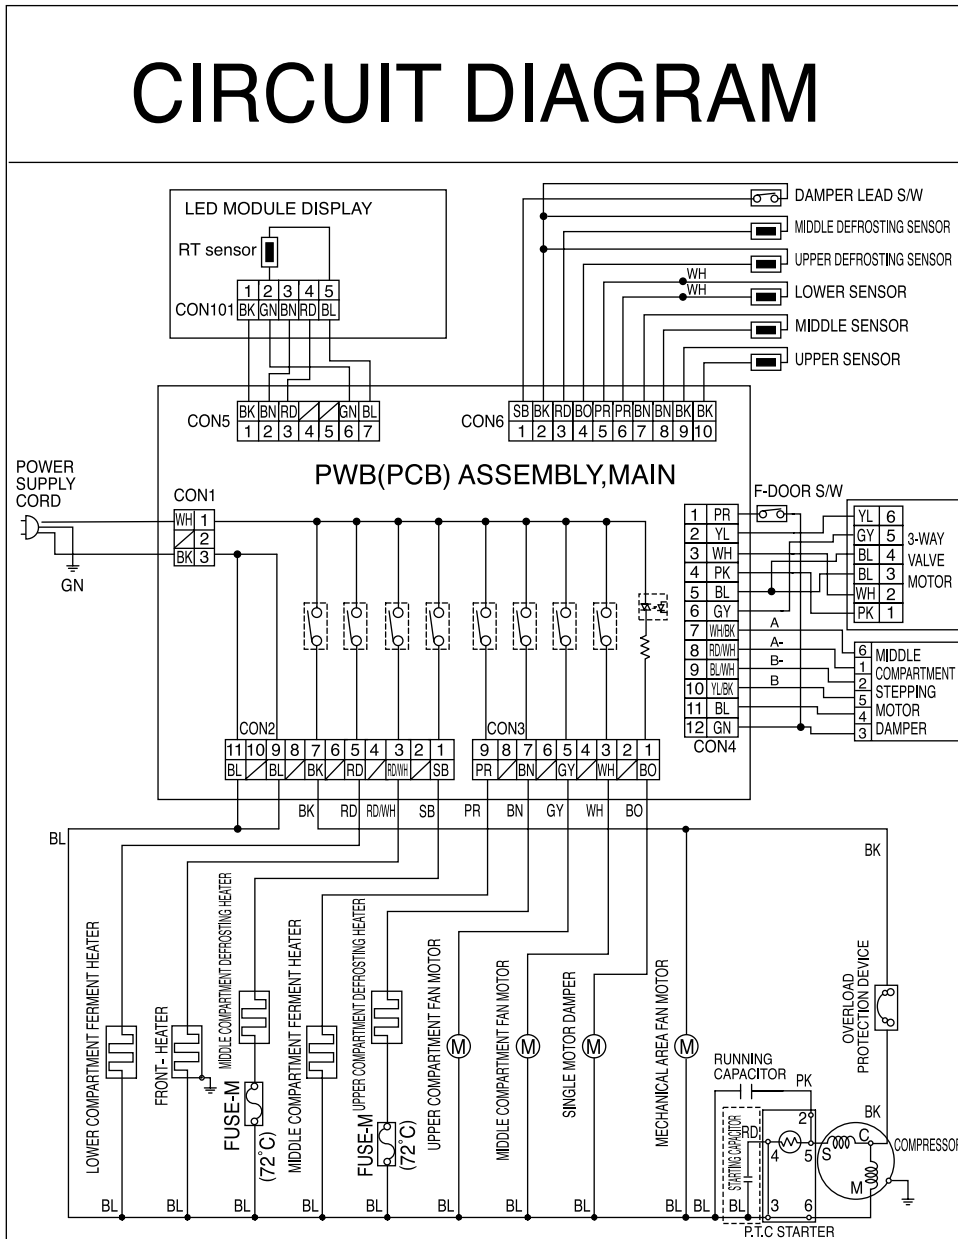 CIRCUIT DIAGRAM
LED MODULE DISPLAY
RT sensor
1 2 3 4 5
CON101 BK GN BN RD BL
DAMPER LEAD S/W
MIDDLE DEFROSTING SENSOR
UPPER DEFROSTING SENSOR
WH
WH
LOWER SENSOR
MIDDLE SENSOR
UPPER SENSOR
CON5
BK BN RD GN BL
1 2 3 4 5 6 7
CON6
SB BK RD BO PR PR BN BN BK BK
1 2 3 4 5 6 7 8 9 10
PWB(PCB) ASSEMBLY,MAIN
POWER
SUPPLY
CORD
GN
CON1
WH 1
2
BK 3
F-DOOR S/W
1 PR
2 YL
3 WH
4 PK
5 BL
6 GY
7 WH/BK
8 RD/WH
9 BL/WH
10 YL/BK
11 BL
12 GN
CON4
A
A-
B-
B
YL 6
GY 5
BL 4
BL 3
WH 2
PK 1
3-WAY
VALVE
MOTOR
6
1
2
5
4
3
MIDDLE
COMPARTMENT
STEPPING
MOTOR
DAMPER
CON2
11 10 9 8 7 6 5 4 3 2 1
BL BL BK RD RD/WH SB
CON3
9 8 7 6 5 4 3 2 1
PR BN GY WH BO
BK RD RD/WH SB PR BN GY WH BO
BL
BK
LOWER COMPARTMENT FERMENT HEATER
FRONT- HEATER
MIDDLE COMPARTMENT DEFROSTING HEATER
FUSE-M
(72°C)
MIDDLE COMPARTMENT FERMENT HEATER
UPPER COMPARTMENT DEFROSTING HEATER
FUSE-M
(72°C)
UPPER COMPARTMENT FAN MOTOR
M
MIDDLE COMPARTMENT FAN MOTOR
M
SINGLE MOTOR DAMPER
M
MECHANICAL AREA FAN MOTOR
M
OVERLOAD
PROTECTION DEVICE
RUNNING
CAPACITOR
PK
BK
STARTING CAPACITOR
RD
2
4 5
3 6
S C
M
COMPRESSOR
BL BL BL BL BL BL BL BL BL BL BL
P.T.C STARTER